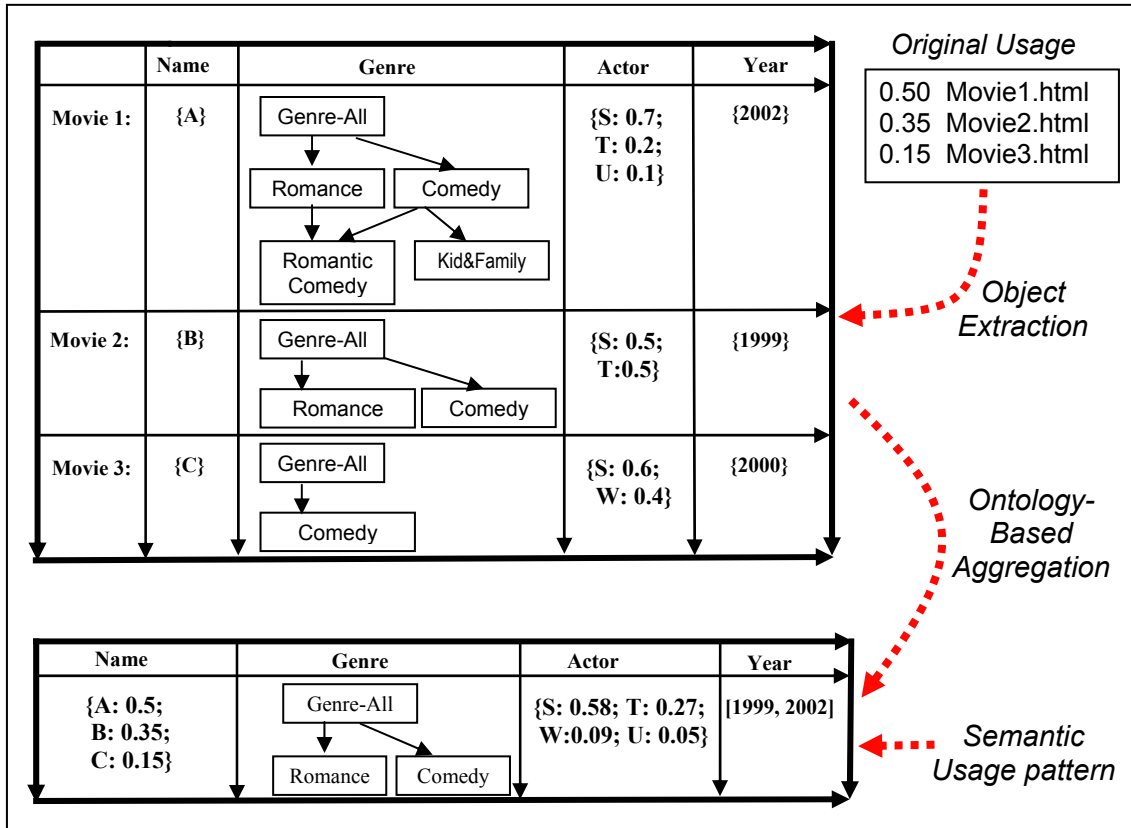 Original Usage
0.50 Movie1.html
0.35 Movie2.html
0.15 Movie3.html
Name Genre Actor Year
Movie 1: {A} Genre-All {S: 0.7; {2002}
T: 0.2;
U: 0.1}
Romance Comedy
Romantic
Comedy
Kid&Family
Object
Extraction
Movie 2: {B} Genre-All {S: 0.5; {1999}
T:0.5}
Romance Comedy
Movie 3: {C} Genre-All {S: 0.6; {2000}
W: 0.4}
Comedy
Ontology-
Based
Aggregation
Name Genre Actor Year
{A: 0.5; Genre-All {S: 0.58; T: 0.27; [1999, 2002]
B: 0.35; W:0.09; U: 0.05}
C: 0.15}
Romance Comedy
Semantic
Usage pattern